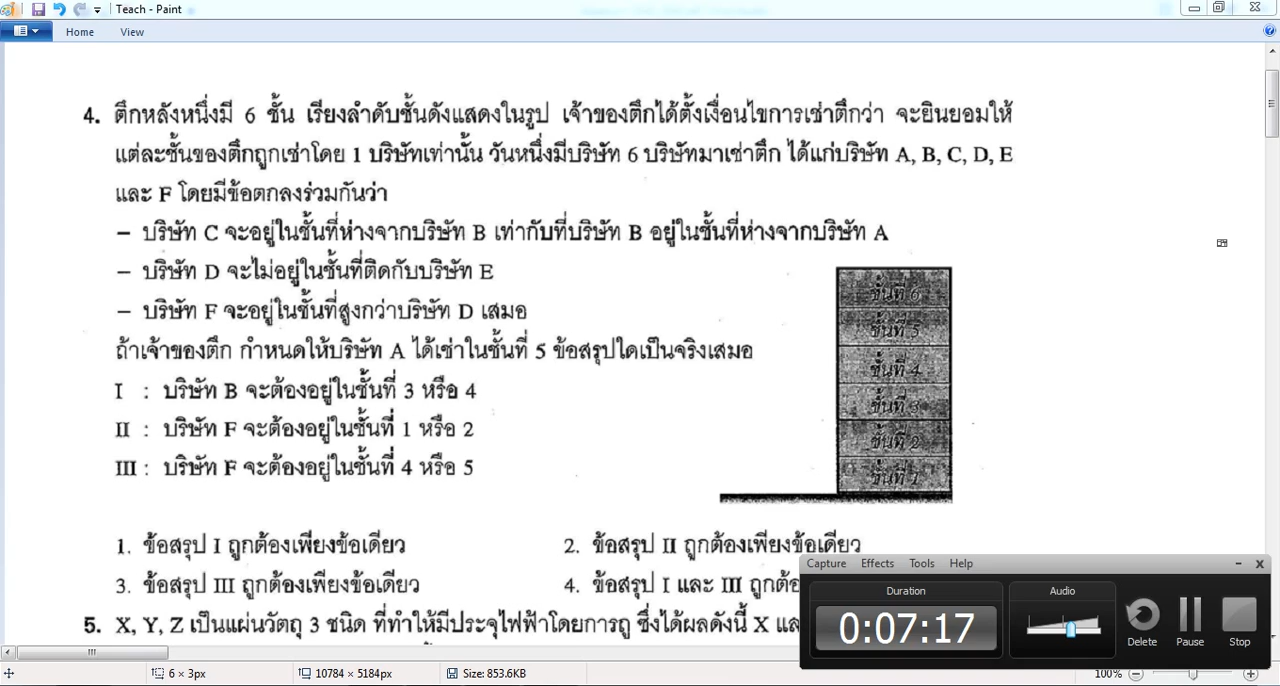 Teach - Paint
Home View
4. ตึกหลังหนึ่งมี 6 ชั้น เรียงลำดับชั้นดังแสดงในรูป เจ้าของตึกได้ตั้งเงื่อนไขการเช่าตึกว่า จะยินยอมให้
แต่ละชั้นของตึกถูกเช่าโดย 1 บริษัทเท่านั้น วันหนึ่งมีบริษัท 6 บริษัทมาเช่าตึก ได้แก่บริษัท A, B, C, D, E
และ F โดยมีข้อตกลงร่วมกันว่า
– บริษัท C จะอยู่ในชั้นที่ห่างจากบริษัท B เท่ากับที่บริษัท B อยู่ในชั้นที่ห่างจากบริษัท A
– บริษัท D จะไม่อยู่ในชั้นที่ติดกับบริษัท E
– บริษัท F จะอยู่ในชั้นที่สูงกว่าบริษัท D เสมอ
ถ้าเจ้าของตึก กำหนดให้บริษัท A ได้เช่าในชั้นที่ 5 ข้อสรุปใดเป็นจริงเสมอ
I : บริษัท B จะต้องอยู่ในชั้นที่ 3 หรือ 4
II : บริษัท F จะต้องอยู่ในชั้นที่ 1 หรือ 2
III : บริษัท F จะต้องอยู่ในชั้นที่ 4 หรือ 5
ชั้นที่ 6
ชั้นที่ 5
ชั้นที่ 4
ชั้นที่ 3
ชั้นที่ 2
ชั้นที่ 1
1. ข้อสรุป I ถูกต้องเพียงข้อเดียว
2. ข้อสรุป II ถูกต้องเพียงข้อเดียว
3. ข้อสรุป III ถูกต้องเพียงข้อเดียว
4. ข้อสรุป I และ III ถูกต้อ
5. X, Y, Z เป็นแผ่นวัตถุ 3 ชนิด ที่ทำให้มีประจุไฟฟ้าโดยการถู ซึ่งได้ผลดังนี้ X แล
Capture Effects Tools Help
Duration
0:07:17
Audio
Delete Pause Stop
6 × 3px
10784 × 5184px
Size: 853.6KB
100%